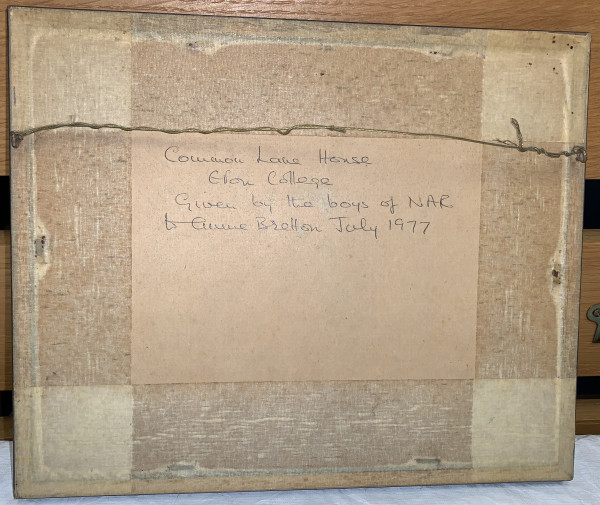 Common Lane House
Eton College
Given by the boys of NAR
to Anne Bretton July 1977